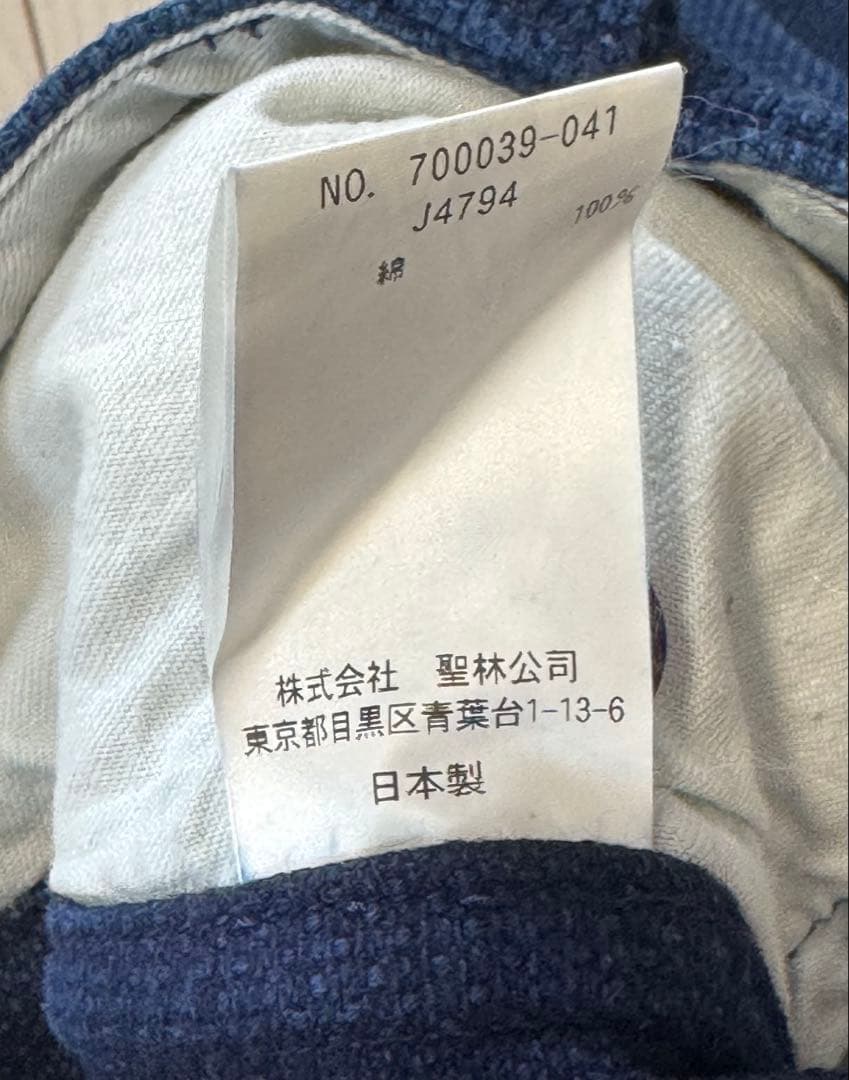 NO. 700039-041
J4794
綿 100%
株式会社 聖林公司
東京都目黒区青葉台1-13-6
日本製